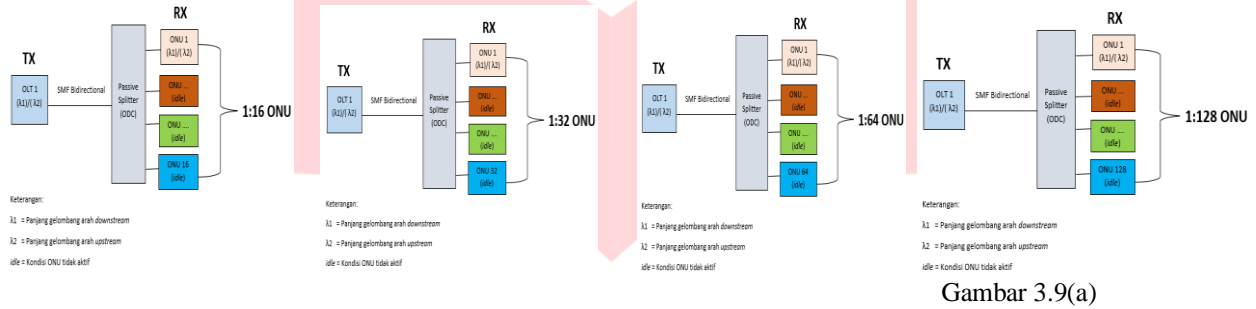 TX
OLT 1
(λ1)/( λ2)
SMF Bidirectional
Passive
Splitter
(ODC)
RX
ONU 1
(λ1)/( λ2)
ONU ...
(idle)
ONU ....
(idle)
ONU 16
(idle)
1:16 ONU
Keterangan:
λ1 = Panjang gelombang arah downstream
λ2 = Panjang gelombang arah upstream
idle = Kondisi ONU tidak aktif
TX
OLT 1
(λ1)/( λ2)
SMF Bidirectional
Passive
Splitter
(ODC)
RX
ONU 1
(λ1)/( λ2)
ONU ...
(idle)
ONU ....
(idle)
ONU 32
(idle)
1:32 ONU
Keterangan:
λ1 = Panjang gelombang arah downstream
λ2 = Panjang gelombang arah upstream
idle = Kondisi ONU tidak aktif
TX
OLT 1
(λ1)/( λ2)
SMF Bidirectional
Passive
Splitter
(ODC)
RX
ONU 1
(λ1)/( λ2)
ONU ...
(idle)
ONU ....
(idle)
ONU 64
(idle)
1:64 ONU
Keterangan:
λ1 = Panjang gelombang arah downstream
λ2 = Panjang gelombang arah upstream
idle = Kondisi ONU tidak aktif
TX
OLT 1
(λ1)/( λ2)
SMF Bidirectional
Passive
Splitter
(ODC)
RX
ONU 1
(λ1)/( λ2)
ONU ...
(idle)
ONU ....
(idle)
ONU 128
(idle)
1:128 ONU
Keterangan:
λ1 = Panjang gelombang arah downstream
λ2 = Panjang gelombang arah upstream
idle = Kondisi ONU tidak aktif
Gambar 3.9(a)